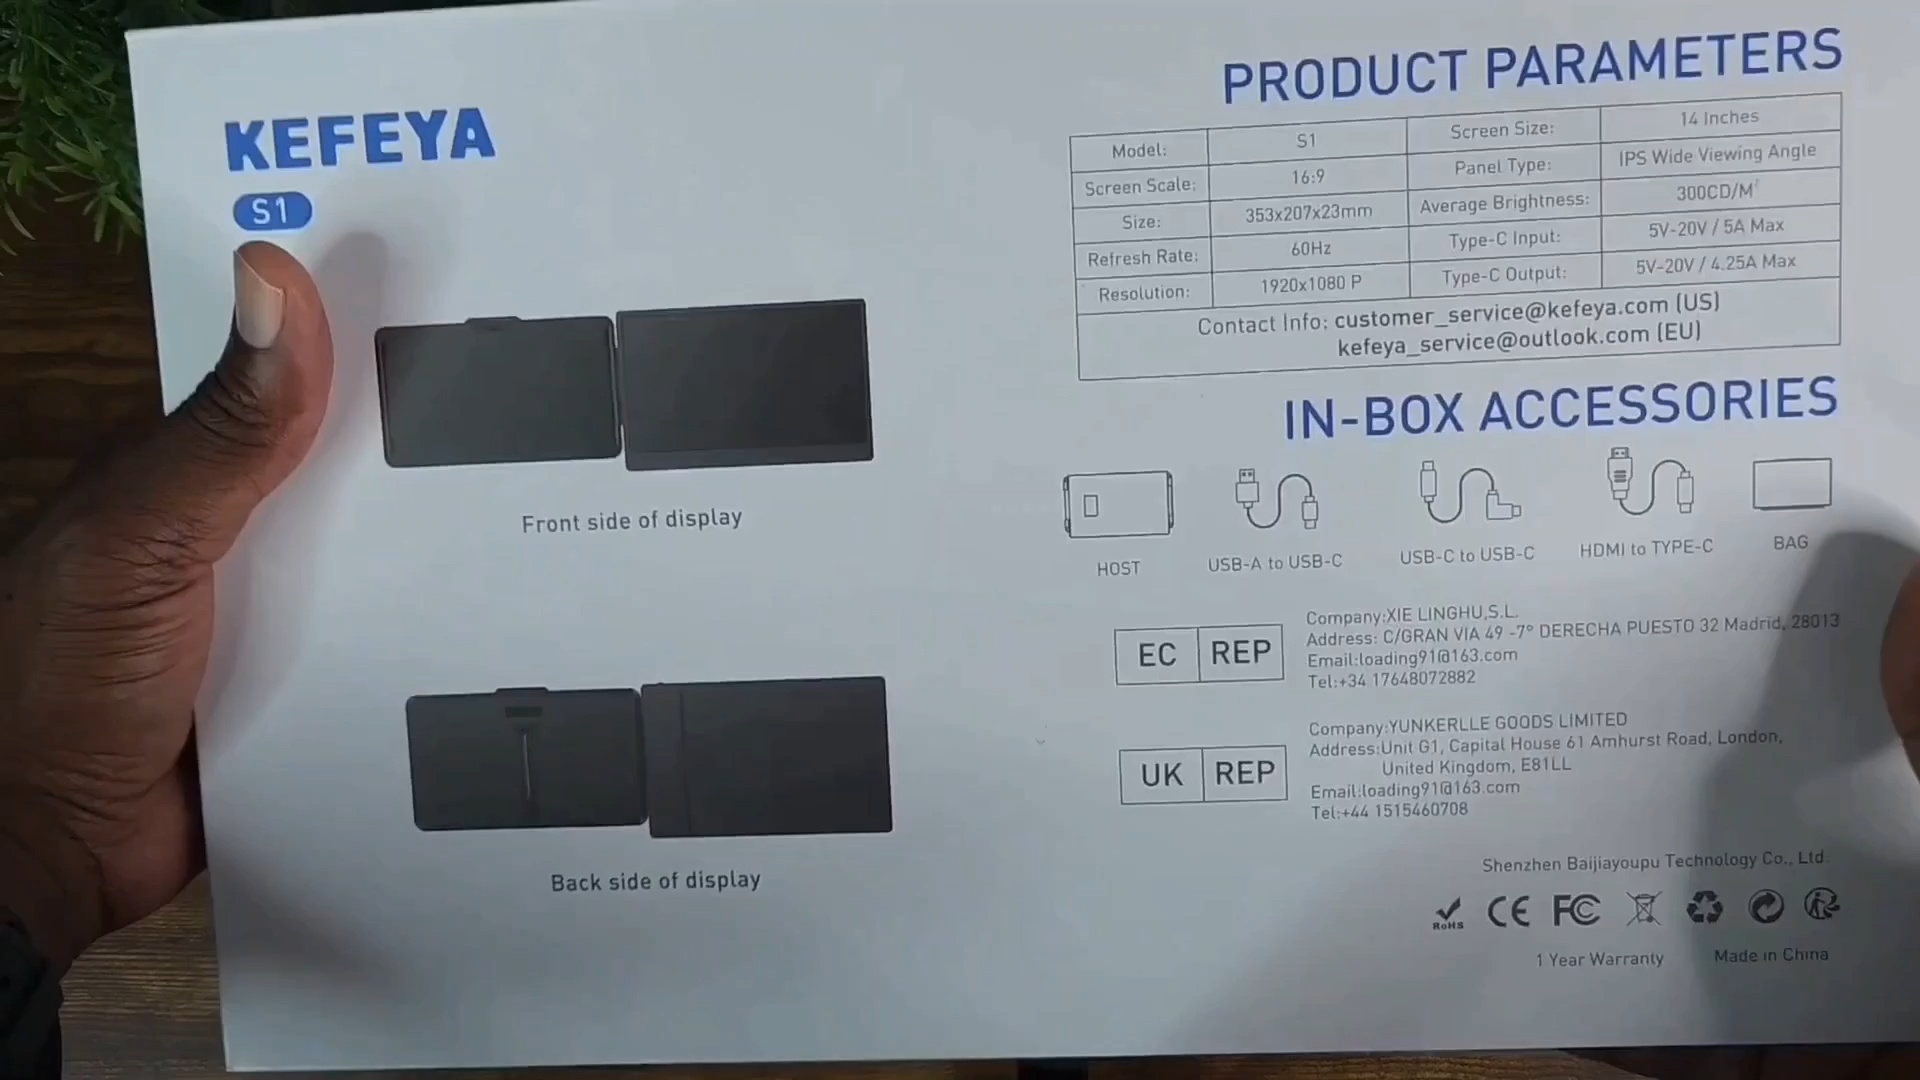 KEFEYA
S1
Front side of display
Back side of display
PRODUCT PARAMETERS
Model: S1 Screen Size: 14 Inches
Screen Scale: 16:9 Panel Type: IPS Wide Viewing Angle
Size: 353x207x23mm Average Brightness: 300CD/M²
Refresh Rate: 60Hz Type-C Input: 5V-20V / 5A Max
Resolution: 1920x1080 P Type-C Output: 5V-20V / 4.25A Max
Contact Info: customer_service@kefeya.com (US)
kefeya_service@outlook.com (EU)
IN-BOX ACCESSORIES
HOST USB-A to USB-C USB-C to USB-C HDMI to TYPE-C BAG
EC REP
Company:XIE LINGHU,S.L.
Address: C/GRAN VIA 49 -7° DERECHA PUESTO 32 Madrid, 28013
Email:loading91@163.com
Tel:+34 17648072882
UK REP
Company:YUNKERLLE GOODS LIMITED
Address:Unit G1, Capital House 61 Amhurst Road, London,
United Kingdom, E81LL
Email:loading91@163.com
Tel:+44 1515460708
Shenzhen Baijiayoupu Technology Co., Ltd.
RoHS CE FC
1 Year Warranty Made in China